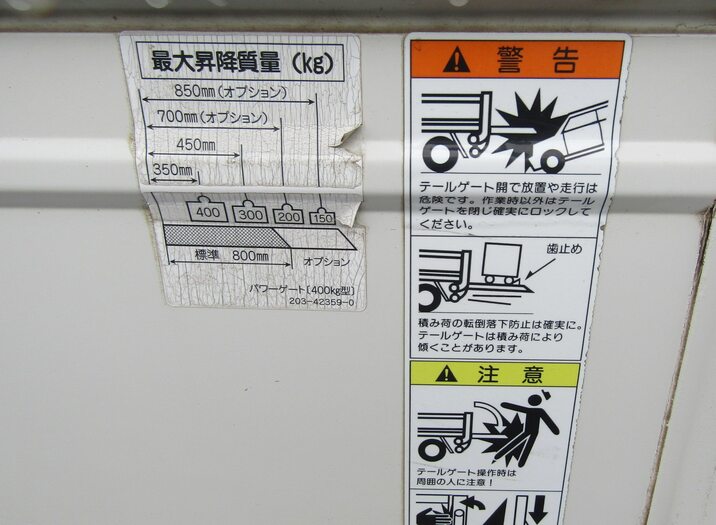 最大昇降質量 (kg)
850mm (オプション)
700mm (オプション)
450mm
350mm
400 300 200 150
標準 800mm オプション
パワーゲート〔400kg型〕
203-42359-0
警告
テールゲート開で放置や走行は
危険です。作業時以外はテール
ゲートを閉じ確実にロックして
ください。
歯止め
積み荷の転倒落下防止は確実に。
テールゲートは積み荷により
傾くことがあります。
注意
テールゲート操作時は
周囲の人に注意!